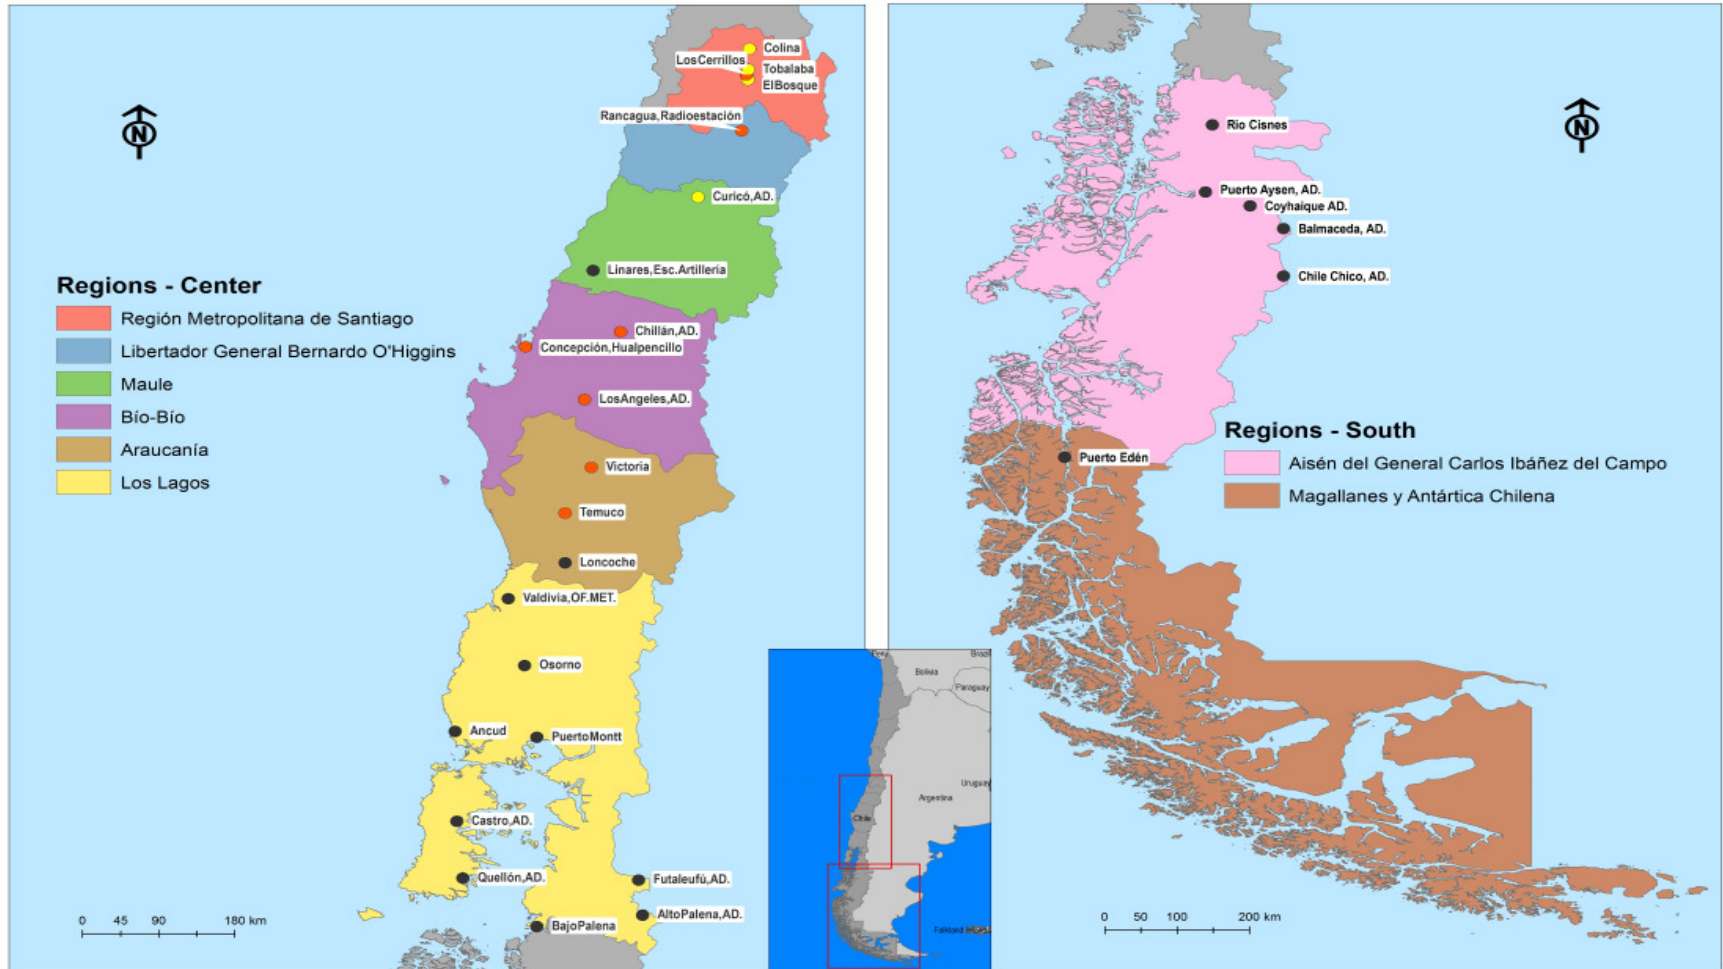 Colina
LosCerrillos
Tobalaba
ElBosque
Rancagua,Radioestación
Curicó,AD.
Linares,Esc.Artillería
Chillán,AD.
Concepción,Hualpencillo
LosAngeles,AD.
Victoria
Temuco
Loncoche
Valdivia,OF.MET.
Osorno
Ancud
PuertoMontt
Castro,AD.
Quellón,AD.
Futaleufú,AD.
AltoPalena,AD.
BajoPalena
N
Regions - Center
Región Metropolitana de Santiago
Libertador General Bernardo O'Higgins
Maule
Bío-Bío
Araucanía
Los Lagos
0 45 90 180 km
Perú
Brazil
Bolivia
Paraguay
Uruguay
Argentina
Chile
N
Rio Cisnes
Puerto Aysen, AD.
Coyhaique AD.
Balmaceda, AD.
Chile Chico, AD.
Puerto Edén
Regions - South
Aisén del General Carlos Ibáñez del Campo
Magallanes y Antártica Chilena
0 50 100 200 km